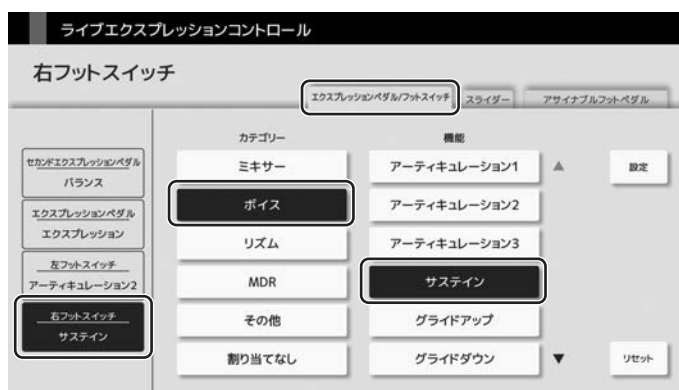 ライブエクスプレッションコントロール
右フットスイッチ
エクスプレッションペダル/フットスイッチ
スライダー
アサイナブルフットペダル
カテゴリー
機能
セカンドエクスプレッションペダル
バランス
エクスプレッションペダル
エクスプレッション
左フットスイッチ
アーティキュレーション2
右フットスイッチ
サステイン
ミキサー
ボイス
リズム
MDR
その他
割り当てなし
アーティキュレーション1
アーティキュレーション2
アーティキュレーション3
サステイン
グライドアップ
グライドダウン
▲
▼
設定
リセット